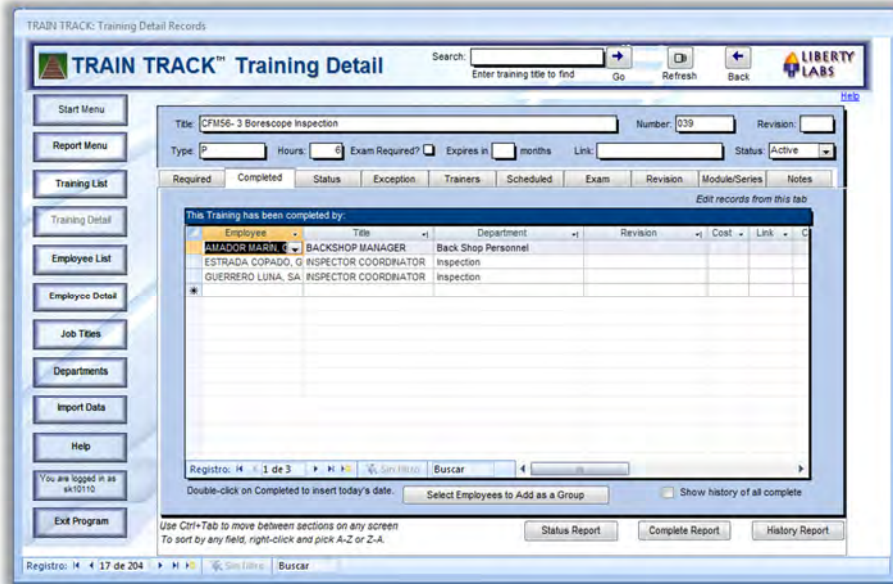 TRAIN TRACK: Training Detail Records
TRAIN TRACK™ Training Detail
Search:
Enter training title to find
Go
Refresh
Back
LIBERTY LABS
Help
Start Menu
Report Menu
Training List
Training Detail
Employee List
Employee Detail
Job Titles
Departments
Import Data
Help
You are logged in as
sk10110
Exit Program
Title: CFM56- 3 Borescope Inspection Number: 039 Revision:
Type: P Hours: 6 Exam Required? Expires in months Link: Status: Active
Required Completed Status Exception Trainers Scheduled Exam Revision Module/Series Notes
Edit records from this tab
This Training has been completed by:
Employee Title Department Revision Cost Link C
AMADOR MARIN, BACKSHOP MANAGER Back Shop Personnel
ESTRADA COPADO, G INSPECTOR COORDINATOR Inspection
GUERRERO LUNA, SA INSPECTOR COORDINATOR Inspection
Registro: 1 de 3 Sin filtro Buscar
Double-click on Completed to insert today's date. Select Employees to Add as a Group Show history of all complete
Use Ctrl+Tab to move between sections on any screen
To sort by any field, right-click and pick A-Z or Z-A.
Status Report Complete Report History Report
Registro: 17 de 204 Sin filtro Buscar